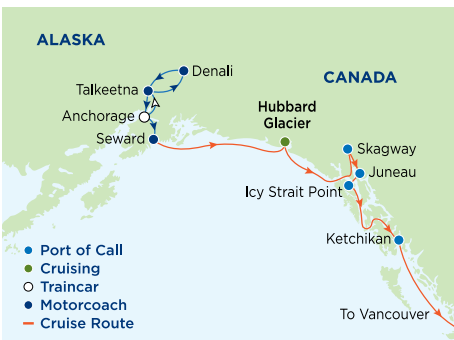 ALASKA
Denali
CANADA
Talkeetna
Hubbard
Glacier
Anchorage
Seward
Skagway
Juneau
Icy Strait Point
Ketchikan
Port of Call
Cruising
Traincar
Motorcoach
Cruise Route
To Vancouver